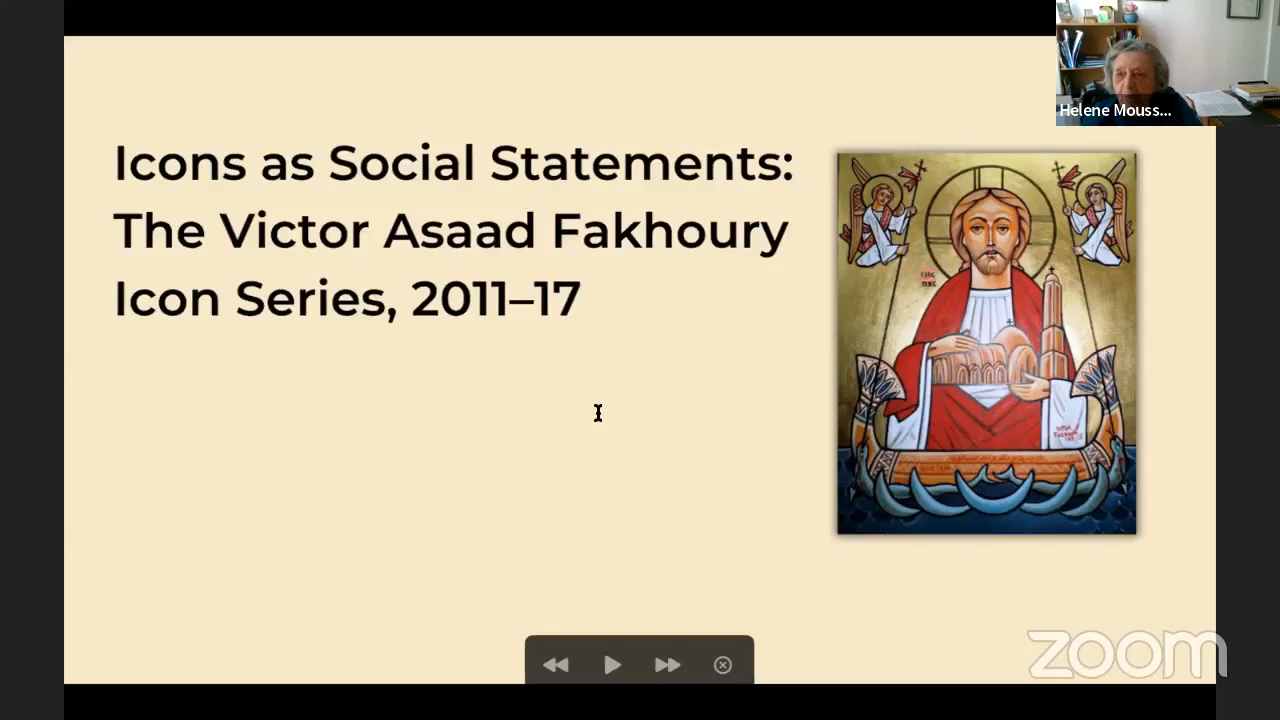 Helene Mouss...
Icons as Social Statements:
The Victor Asaad Fakhoury
Icon Series, 2011–17
zoom